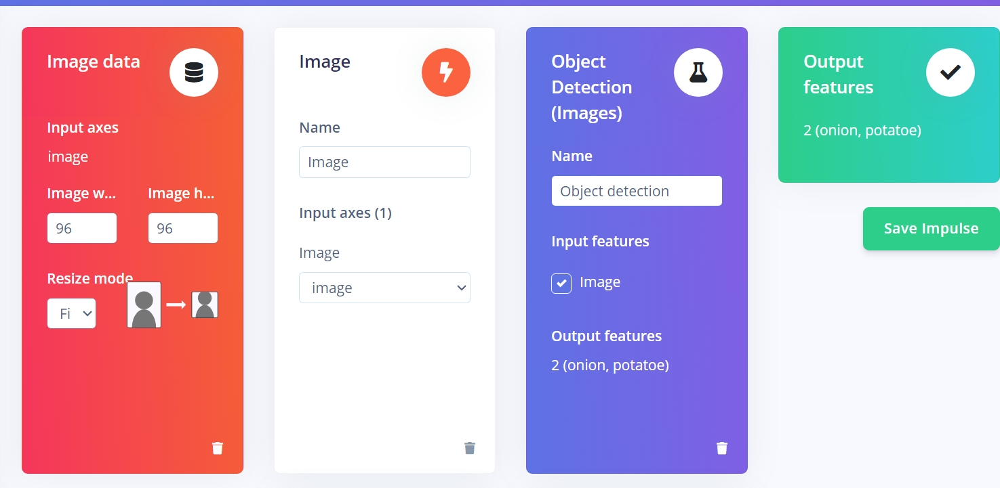 Image data
Input axes
image
Image w...
Image h...
96
96
Resize mode
Fi
Image
Name
Image
Input axes (1)
Image
image
Object
Detection
(Images)
Name
Object detection
Input features
Image
Output features
2 (onion, potatoe)
Output
features
2 (onion, potatoe)
Save Impulse